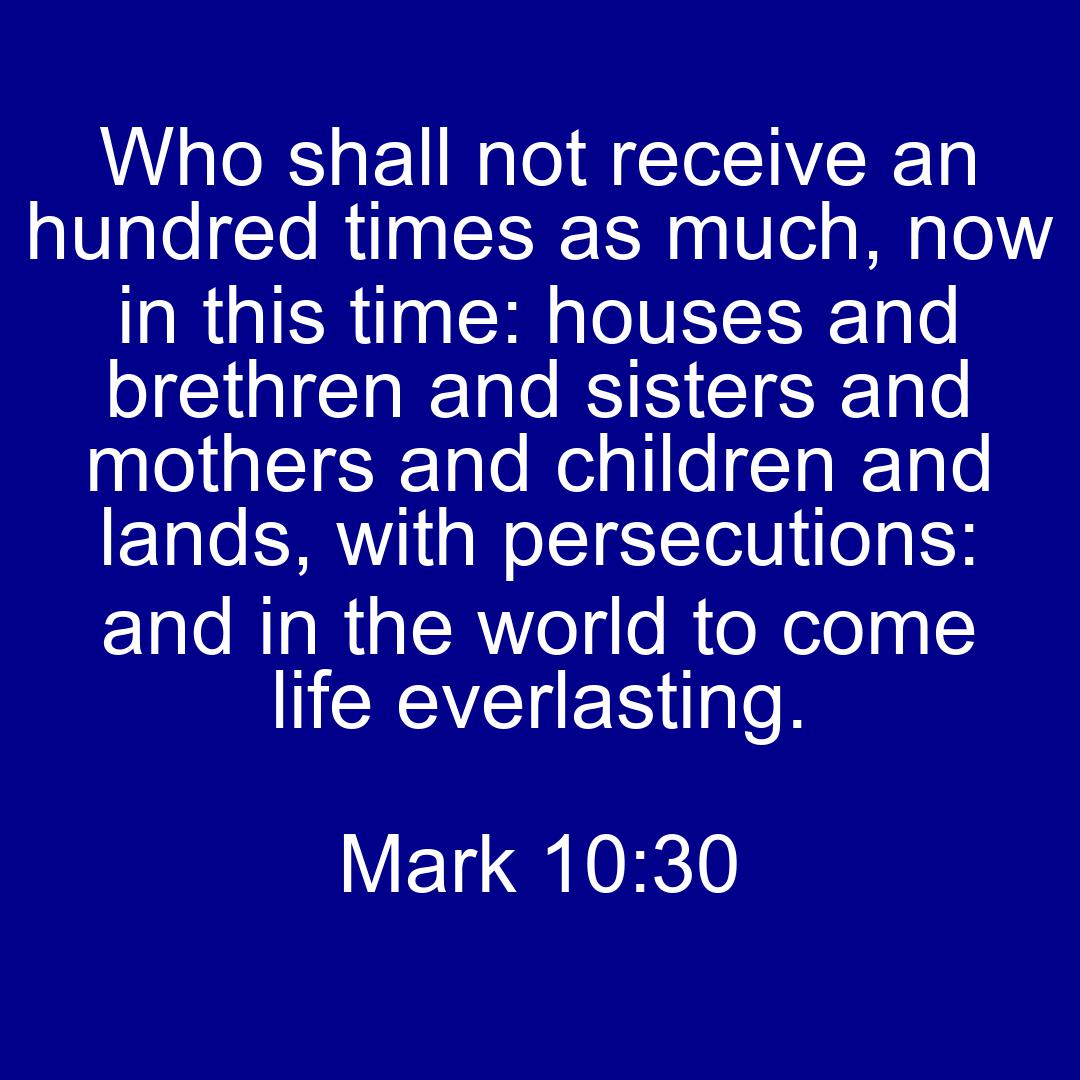 Who shall not receive an
hundred times as much, now
in this time: houses and
brethren and sisters and
mothers and children and
lands, with persecutions:
and in the world to come
life everlasting.
Mark 10:30